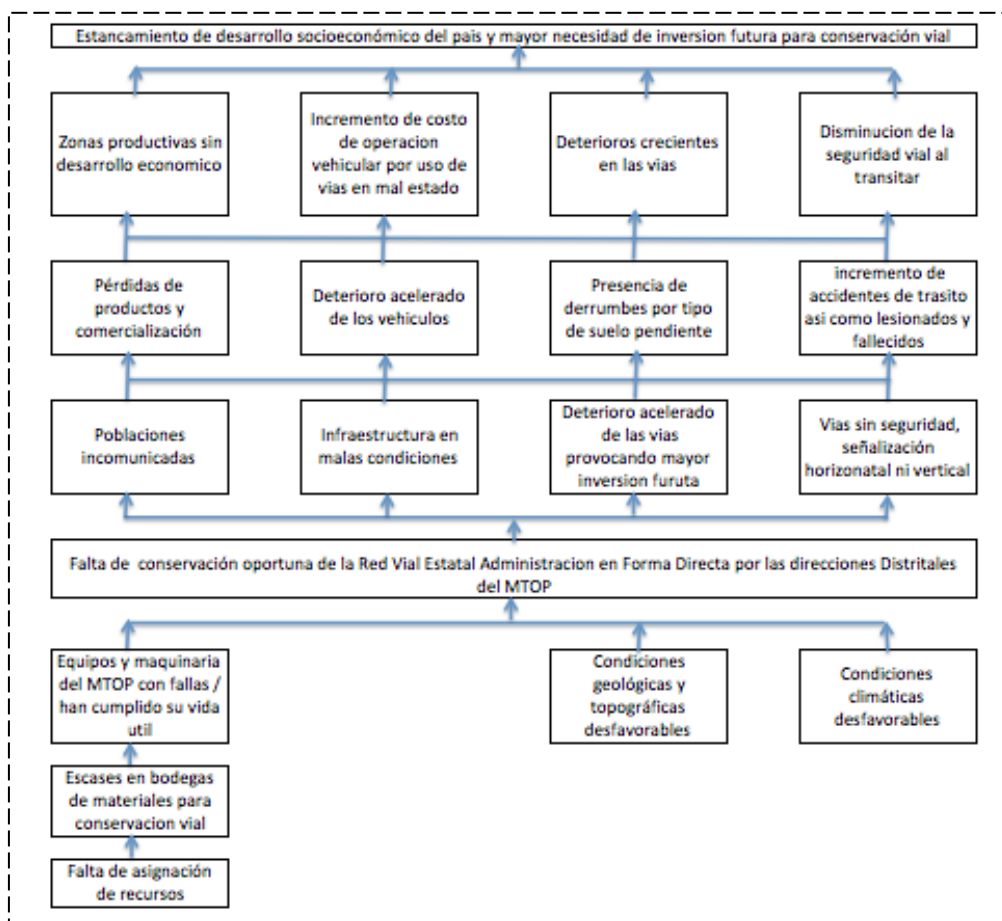 Estancamiento de desarrollo socioeconómico del pais y mayor necesidad de inversion futura para conservación vial
Zonas productivas sin
desarrollo economico
Incremento de costo
de operacion
vehicular por uso de
vias en mal estado
Deterioros crecientes
en las vias
Disminucion de la
seguridad vial al
transitar
Pérdidas de
productos y
comercialización
Deterioro acelerado
de los vehiculos
Presencia de
derrumbes por tipo
de suelo pendiente
incremento de
accidentes de trasito
asi como lesionados y
fallecidos
Poblaciones
incomunicadas
Infraestructura en
malas condiciones
Deterioro acelerado
de las vias
provocando mayor
inversion furuta
Vias sin seguridad,
señalización
horizonatal ni vertical
Falta de conservación oportuna de la Red Vial Estatal Administracion en Forma Directa por las direcciones Distritales
del MTOP
Equipos y maquinaria
del MTOP con fallas /
han cumplido su vida
util
Condiciones
geológicas y
topográficas
desfavorables
Condiciones
climáticas
desfavorables
Escases en bodegas
de materiales para
conservacion vial
Falta de asignación
de recursos